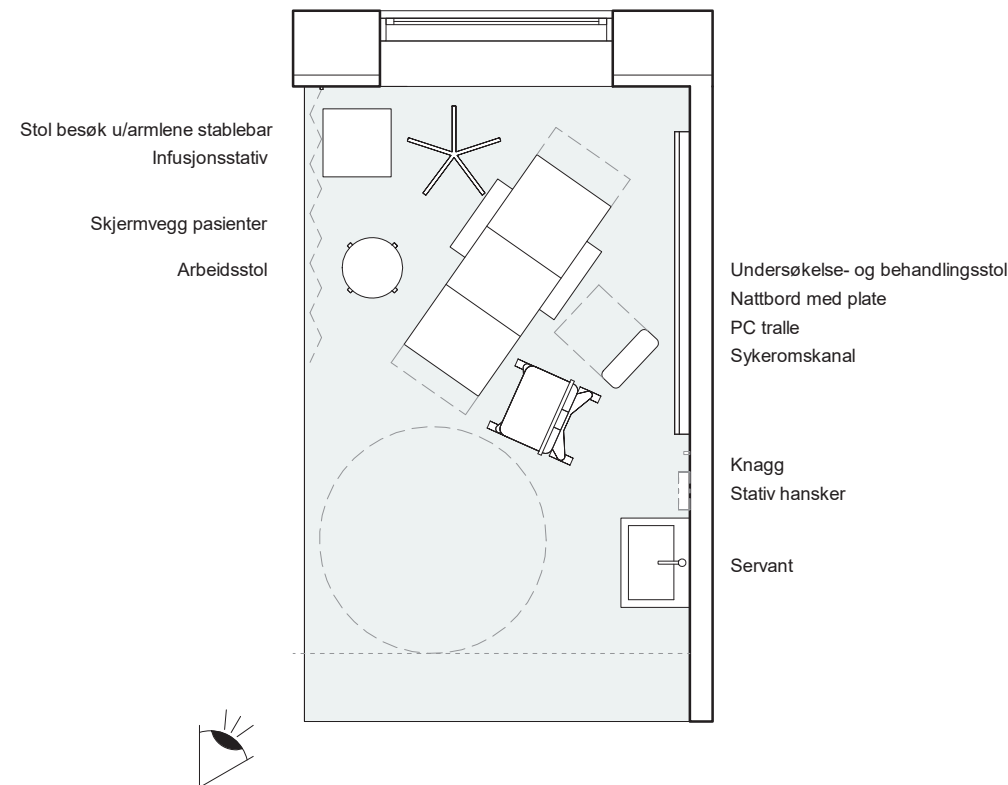 Stol besøk u/armlene stablebar
Infusjonsstativ
Skjermvegg pasienter
Arbeidsstol
Undersøkelse- og behandlingsstol
Nattbord med plate
PC tralle
Sykeromskanal
Knagg
Stativ hansker
Servant